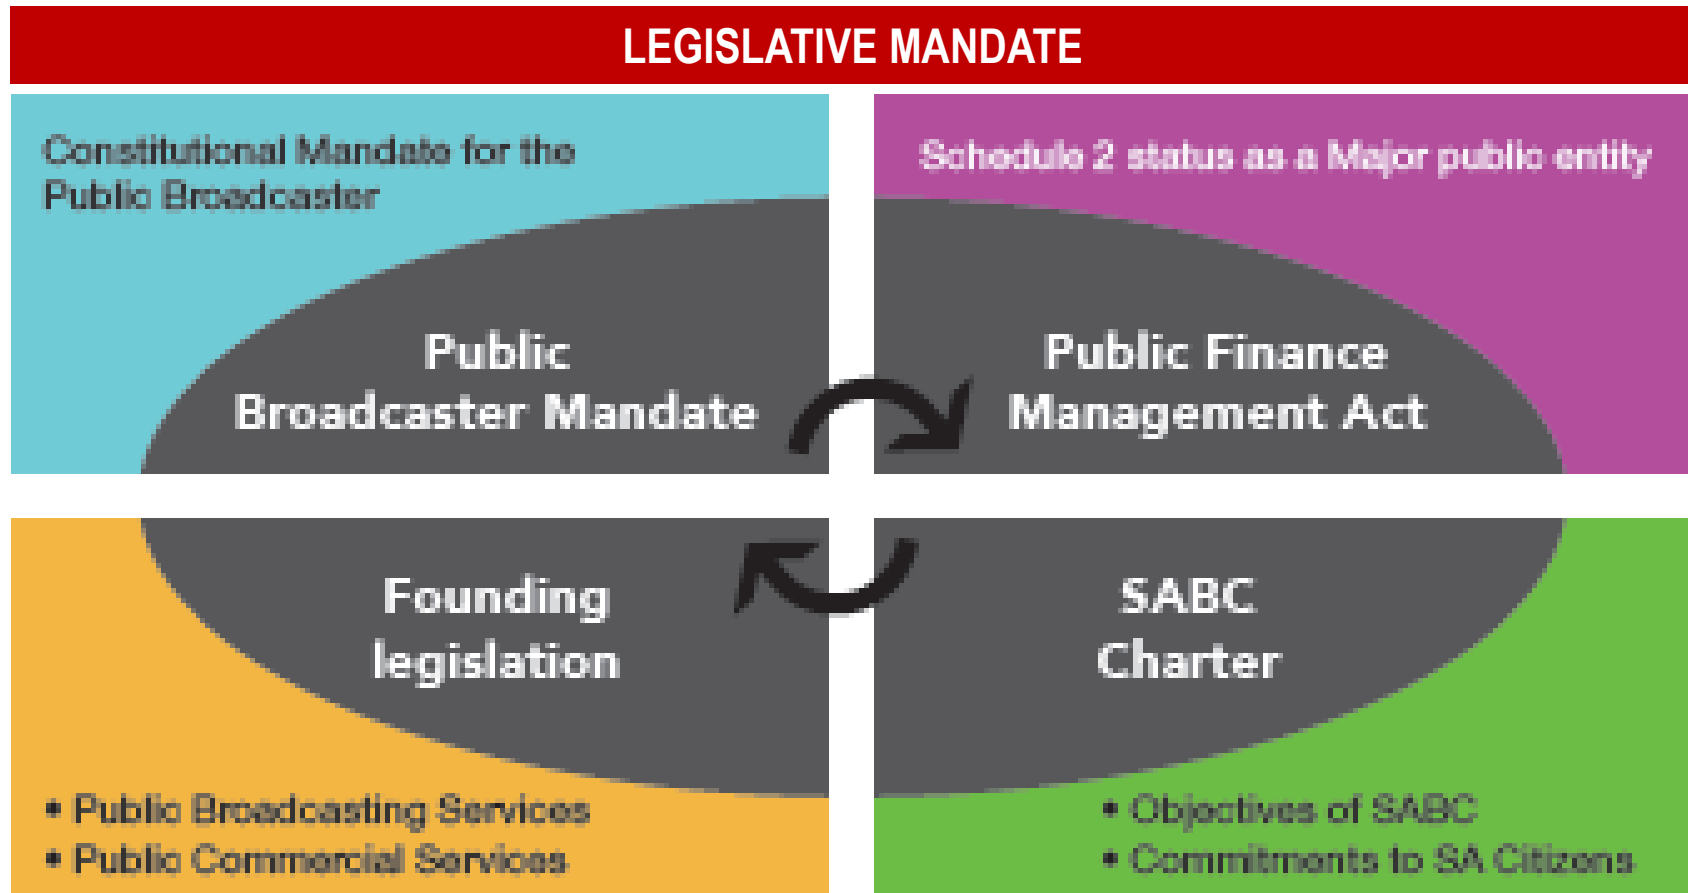 LEGISLATIVE MANDATE
Constitutional Mandate for the
Public Broadcaster
Schedule 2 status as a Major public entity
Public
Broadcaster Mandate
Public Finance
Management Act
Founding
legislation
SABC
Charter
• Public Broadcasting Services
• Public Commercial Services
• Objectives of SABC
• Commitments to SA Citizens